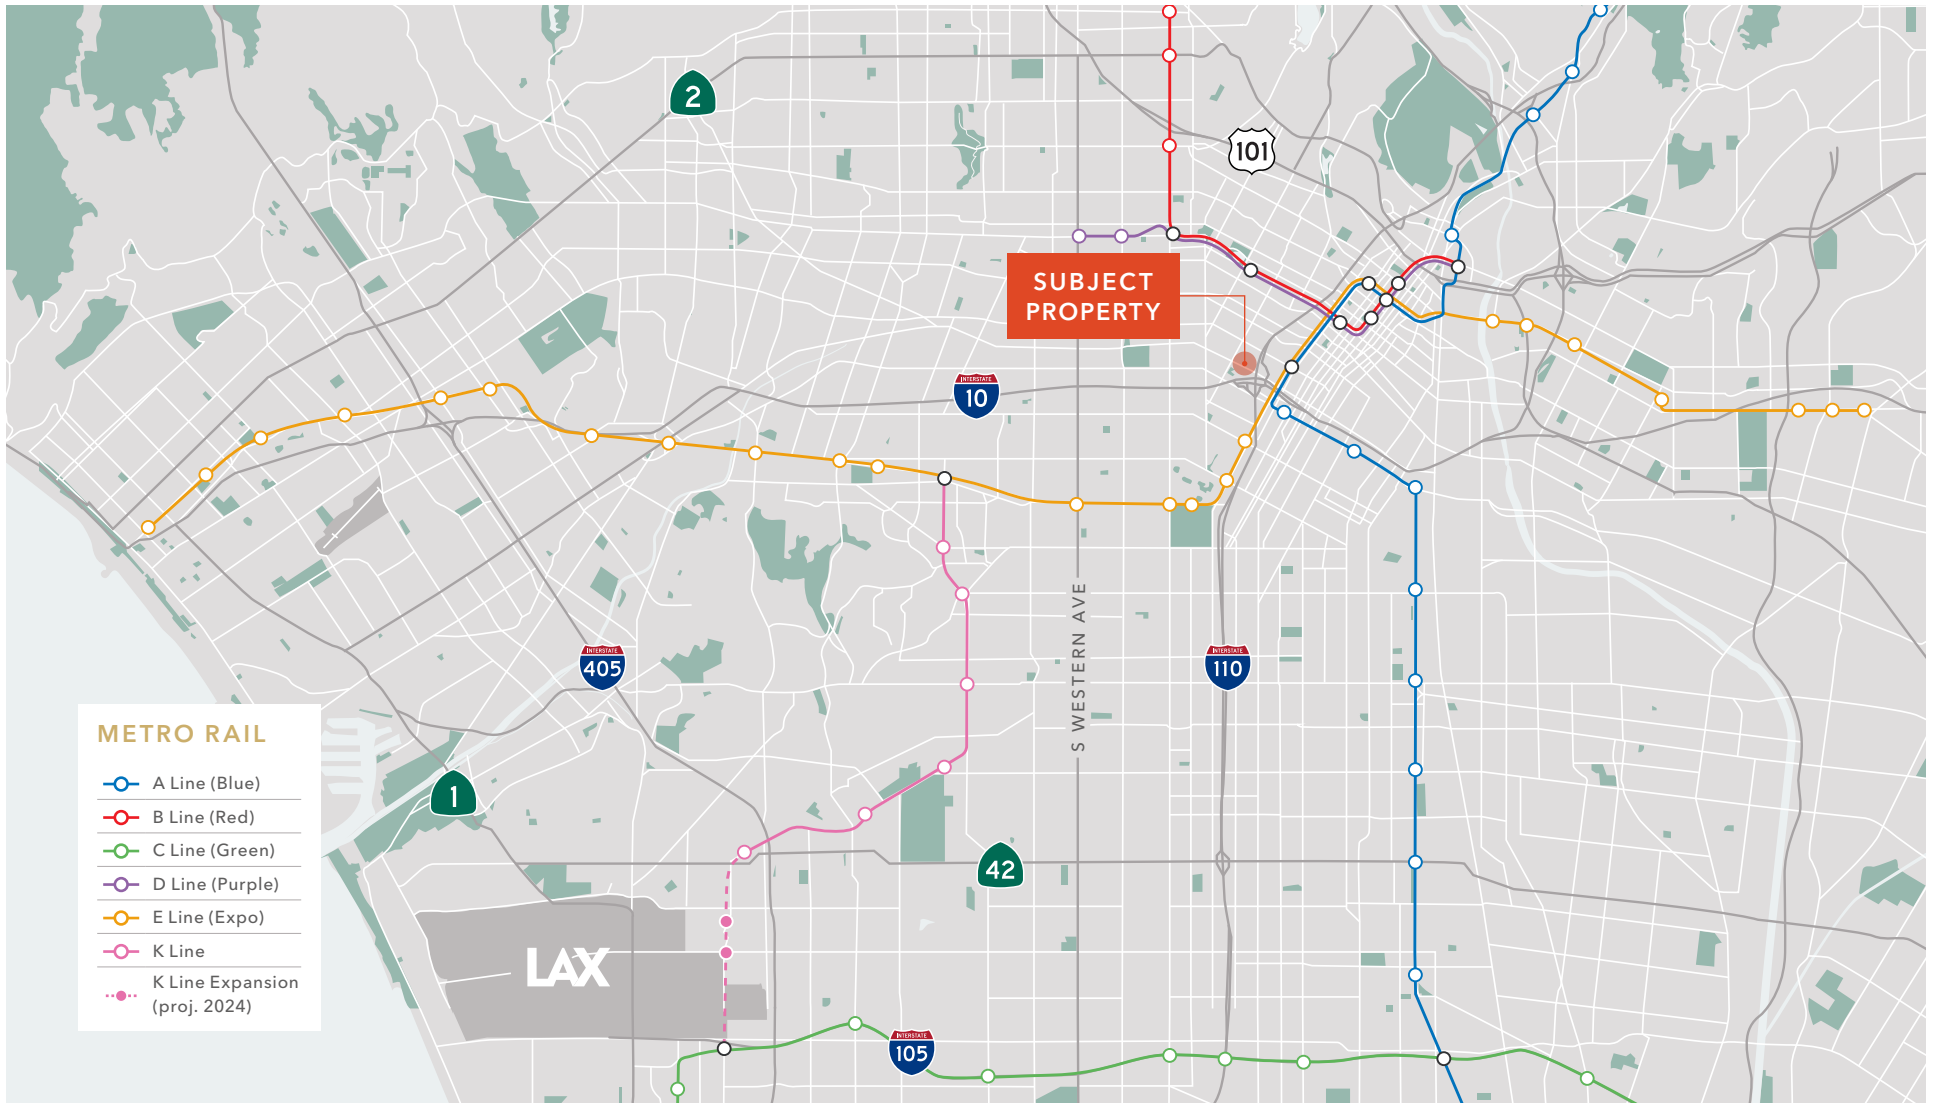 2
101
SUBJECT
PROPERTY
INTERSTATE
10
S WESTERN AVE
INTERSTATE
405
INTERSTATE
110
METRO RAIL
A Line (Blue)
B Line (Red)
C Line (Green)
D Line (Purple)
E Line (Expo)
K Line
K Line Expansion
(proj. 2024)
1
42
LAX
INTERSTATE
105